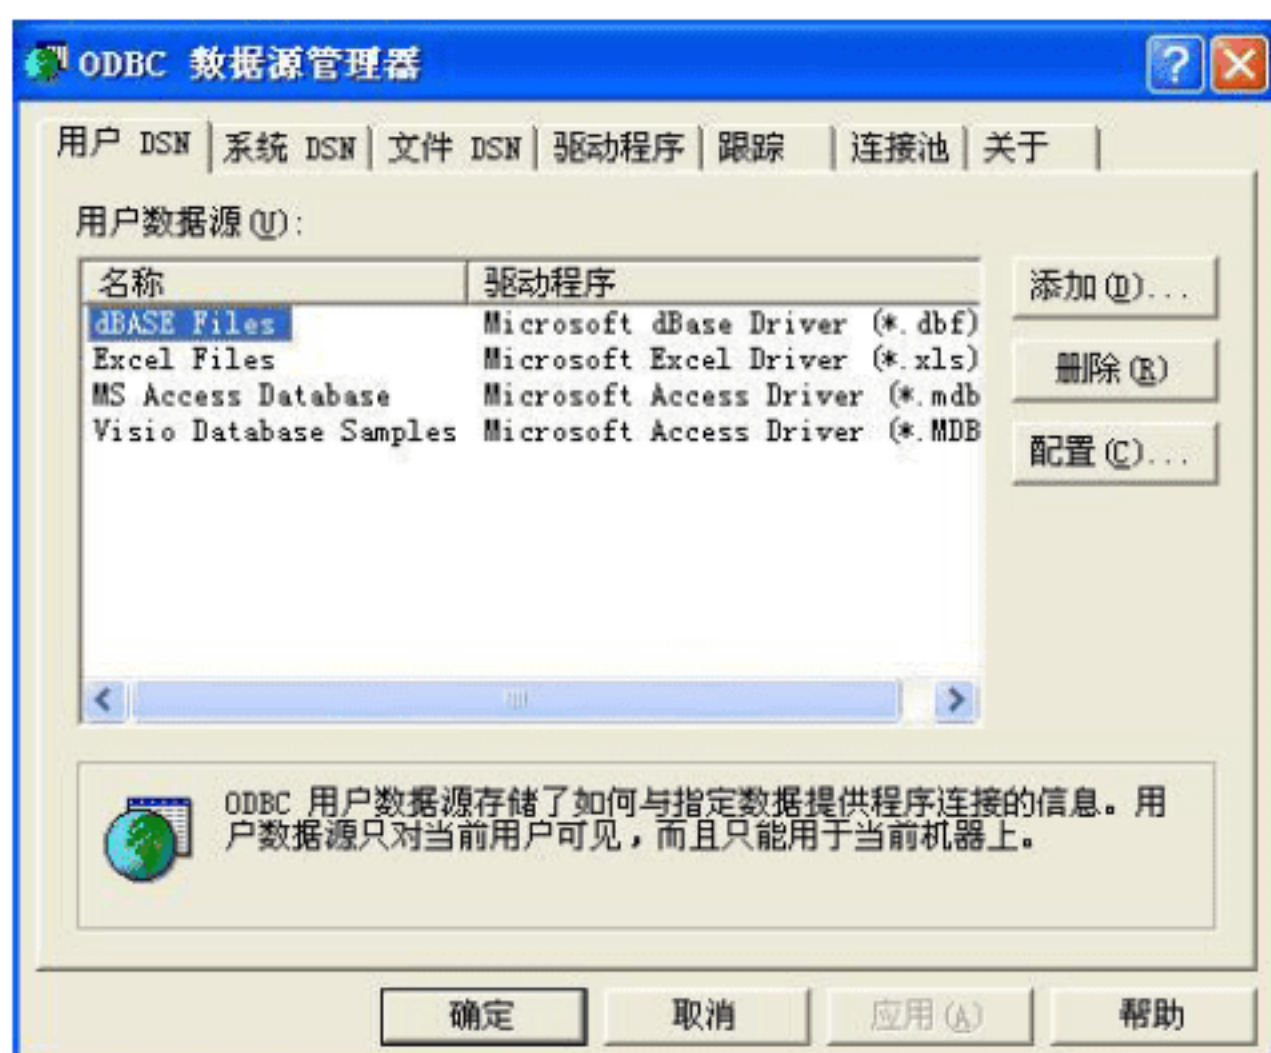 ODBC 数据源管理器
用户 DSN 系统 DSN 文件 DSN 驱动程序 跟踪 连接池 关于
用户数据源(U):
名称 驱动程序
dBASE Files Microsoft dBase Driver (*.dbf)
Excel Files Microsoft Excel Driver (*.xls)
MS Access Database Microsoft Access Driver (*.mdb
Visio Database Samples Microsoft Access Driver (*.MDB
添加(D)...
删除(R)
配置(C)...
ODBC 用户数据源存储了如何与指定数据提供程序连接的信息。用
户数据源只对当前用户可见，而且只能用于当前机器上。
确定 取消 应用(A) 帮助